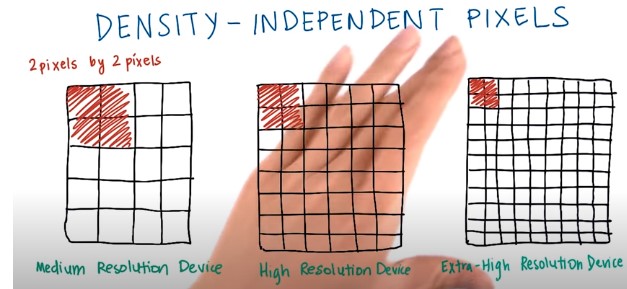 DENSITY-INDEPENDENT PIXELS
2 pixels by 2 pixels
Medium Resolution Device
High Resolution Device
Extra-High Resolution Device